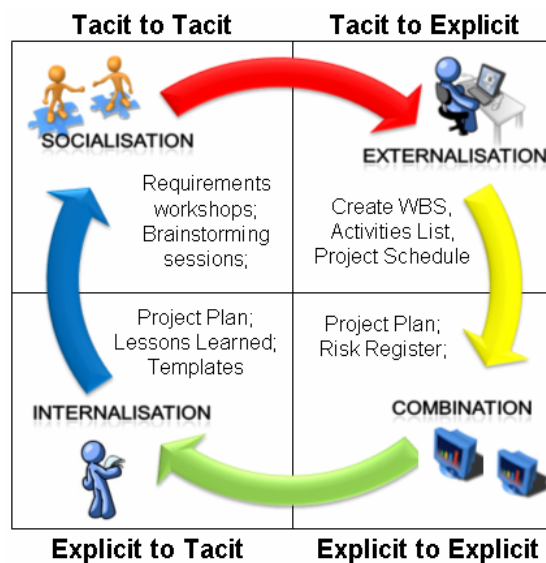 Tacit to Tacit
Tacit to Explicit
SOCIALISATION
EXTERNALISATION
Requirements
workshops;
Brainstorming
sessions;
Create WBS,
Activities List,
Project Schedule
Project Plan;
Lessons Learned;
Templates
Project Plan;
Risk Register;
INTERNALISATION
COMBINATION
Explicit to Tacit
Explicit to Explicit